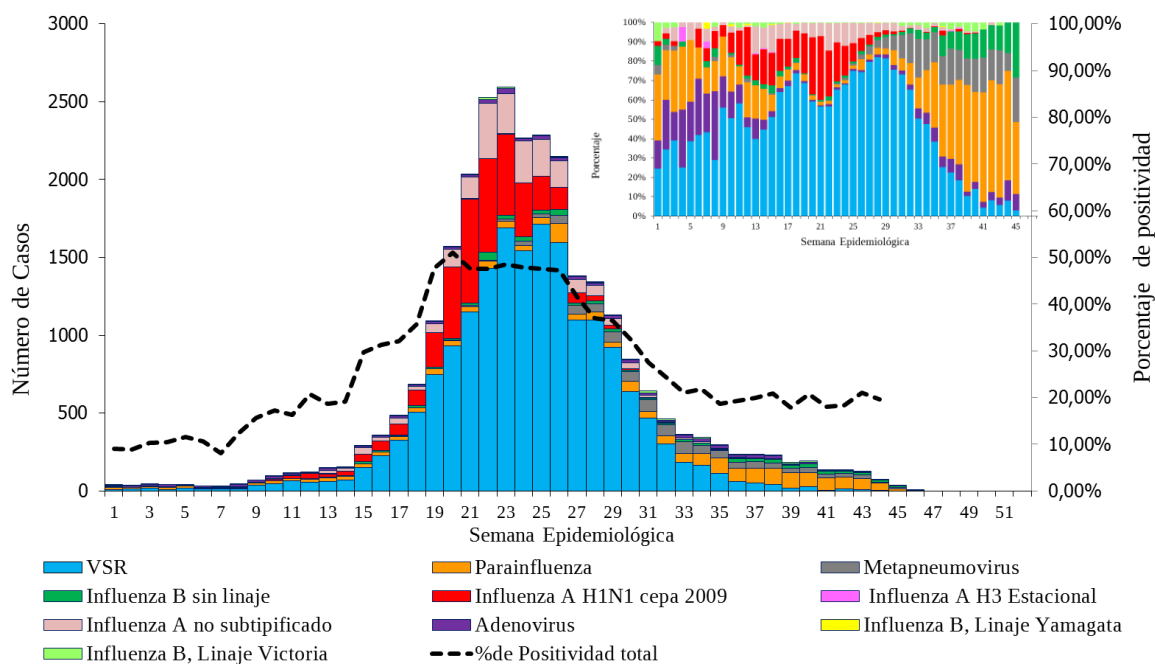 3000
2500
2000
1500
1000
500
0
Número de Casos
100,00%
90,00%
80,00%
70,00%
60,00%
50,00%
40,00%
30,00%
20,00%
10,00%
0,00%
Porcentaje de positividad
100%
90%
80%
70%
60%
50%
40%
30%
20%
10%
0%
Porcentaje
1 5 9 13 17 21 25 29 33 37 41 45
Semana Epidemiológica
1 3 5 7 9 11 13 15 17 19 21 23 25 27 29 31 33 35 37 39 41 43 45 47 49 51
Semana Epidemiológica
VSR Parainfluenza Metapneumovirus
Influenza B sin linaje Influenza A H1N1 cepa 2009 Influenza A H3 Estacional
Influenza A no subtipificado Adenovirus Influenza B, Linaje Yamagata
Influenza B, Linaje Victoria %de Positividad total